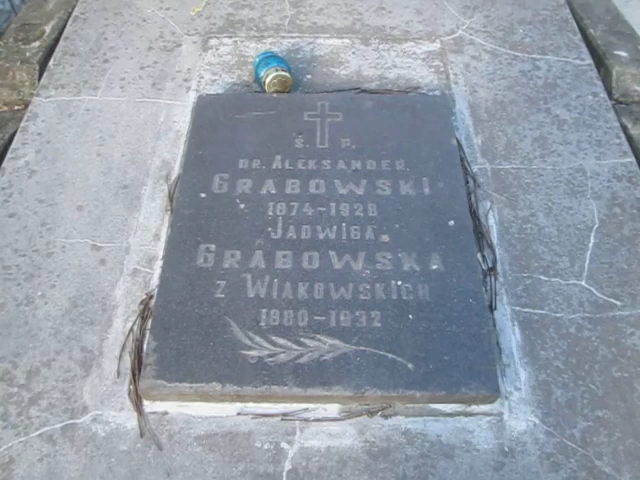 Ś. P.
DR. ALEKSANDER
GRABOWSKI
1874-1928
JADWIGA
GRABOWSKA
Z WIAKOWSKICH
1880-1932